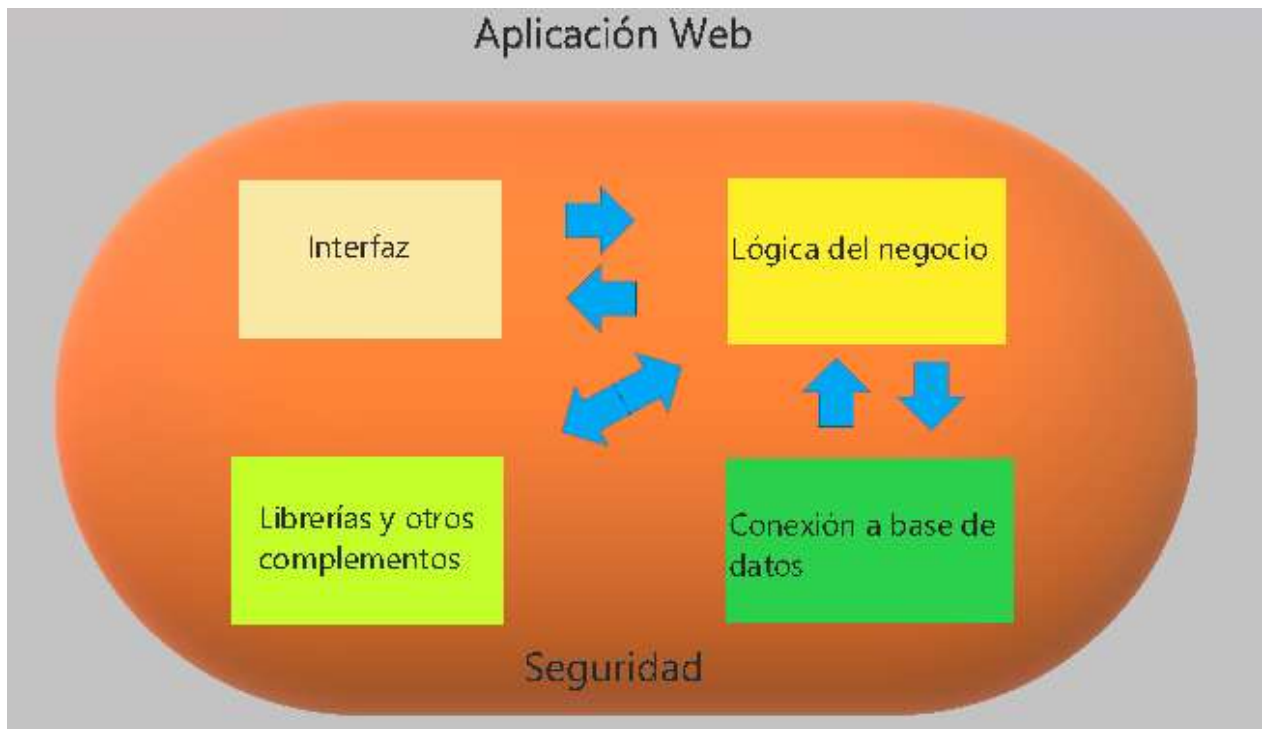 Aplicación Web
Interfaz
Lógica del negocio
Librerías y otros
complementos
Conexión a base de
datos
Seguridad